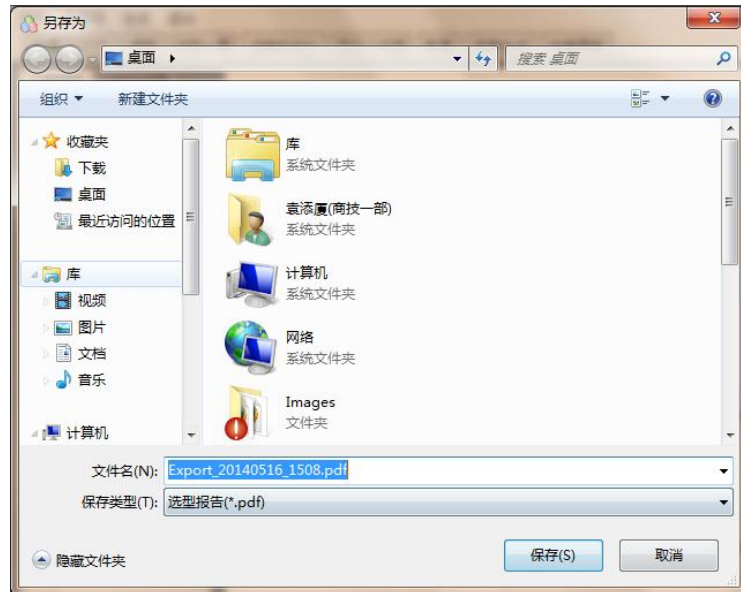 另存为
桌面
搜索 桌面
组织
新建文件夹
收藏夹
下载
桌面
最近访问的位置
库
视频
图片
文档
音乐
计算机
库
系统文件夹
袁添厦(商技一部)
系统文件夹
计算机
系统文件夹
网络
系统文件夹
Images
文件夹
文件名(N): Export_20140516_1508.pdf
保存类型(T): 选型报告(*.pdf)
隐藏文件夹
保存(S) 取消